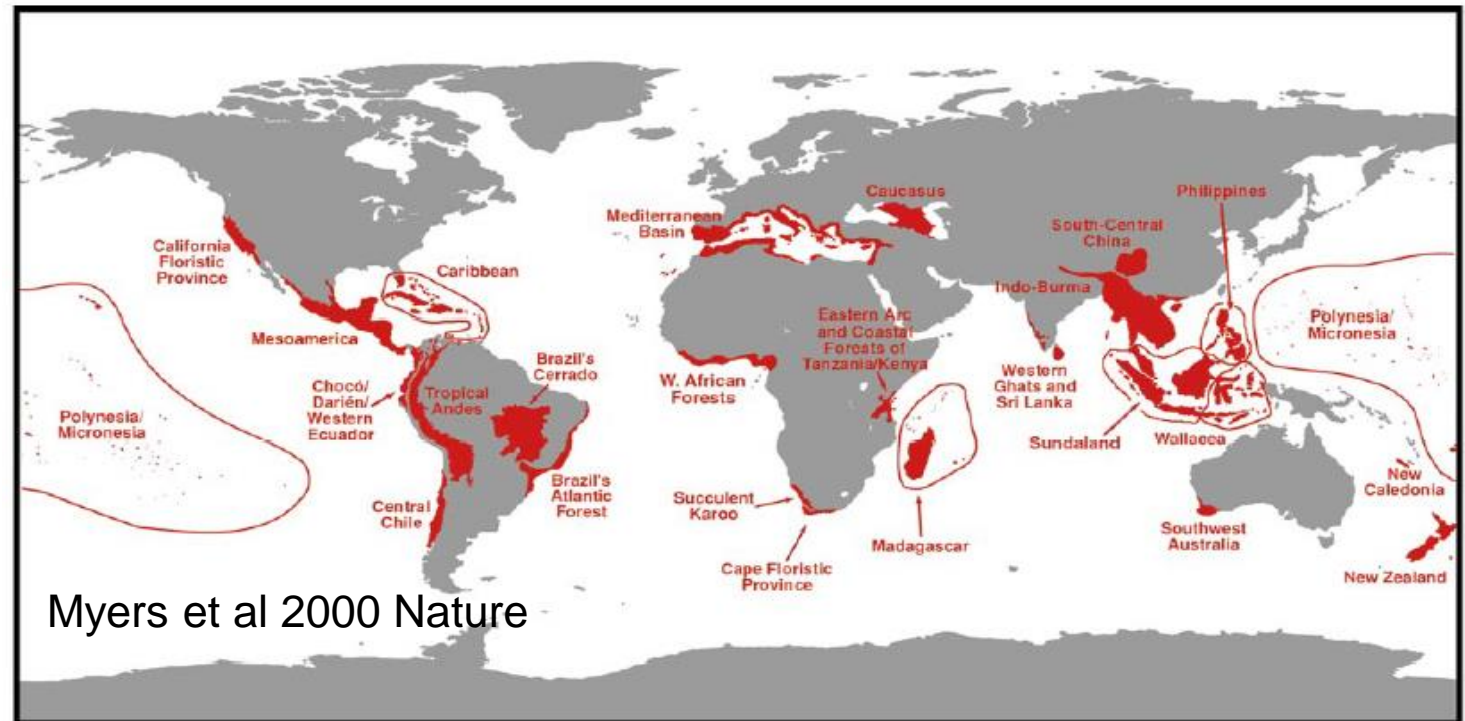 California
Floristic
Province
Caribbean
Mesoamerica
Polynesia/
Micronesia
Chocó/
Darién/
Western
Ecuador
Tropical
Andes
Brazil's
Cerrado
Central
Chile
Brazil's
Atlantic
Forest
Mediterranean
Basin
Caucasus
W. African
Forests
Eastern Arc
and Coastal
Forests of
Tanzania/Kenya
Succulent
Karoo
Cape Floristic
Province
Madagascar
South-Central
China
Philippines
Indo-Burma
Western
Ghats and
Sri Lanka
Sundaland
Wallacea
Polynesia/
Micronesia
New
Caledonia
Southwest
Australia
New Zealand
Myers et al 2000 Nature